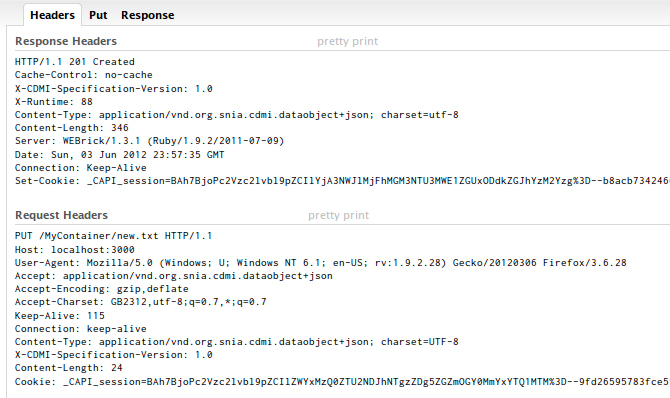 Headers Put Response
Response Headers pretty print
HTTP/1.1 201 Created
Cache-Control: no-cache
X-CDMI-Specification-Version: 1.0
X-Runtime: 88
Content-Type: application/vnd.org.snia.cdmi.dataobject+json; charset=utf-8
Content-Length: 346
Server: WEBrick/1.3.1 (Ruby/1.9.2/2011-07-09)
Date: Sun, 03 Jun 2012 23:57:35 GMT
Connection: Keep-Alive
Set-Cookie: _CAPI_session=BAh7BjoPc2Vzc2lvbl9pZCIlYjA3NWJlMjFhMGM3NTU3MWE1ZGUxODdkZGJhYzM2Yzg%3D--b8acb7342466
Request Headers pretty print
PUT /MyContainer/new.txt HTTP/1.1
Host: localhost:3000
User-Agent: Mozilla/5.0 (Windows; U; Windows NT 6.1; en-US; rv:1.9.2.28) Gecko/20120306 Firefox/3.6.28
Accept: application/vnd.org.snia.cdmi.dataobject+json
Accept-Encoding: gzip,deflate
Accept-Charset: GB2312,utf-8;q=0.7,*;q=0.7
Keep-Alive: 115
Connection: keep-alive
Content-Type: application/vnd.org.snia.cdmi.dataobject+json; charset=UTF-8
X-CDMI-Specification-Version: 1.0
Content-Length: 24
Cookie: _CAPI_session=BAh7BjoPc2Vzc2lvbl9pZCIlZWYxMzQ0ZTU2NDJhNTgzZDg5ZGZmOGY0MmYxYTQ1MTM%3D--9fd26595783fce5